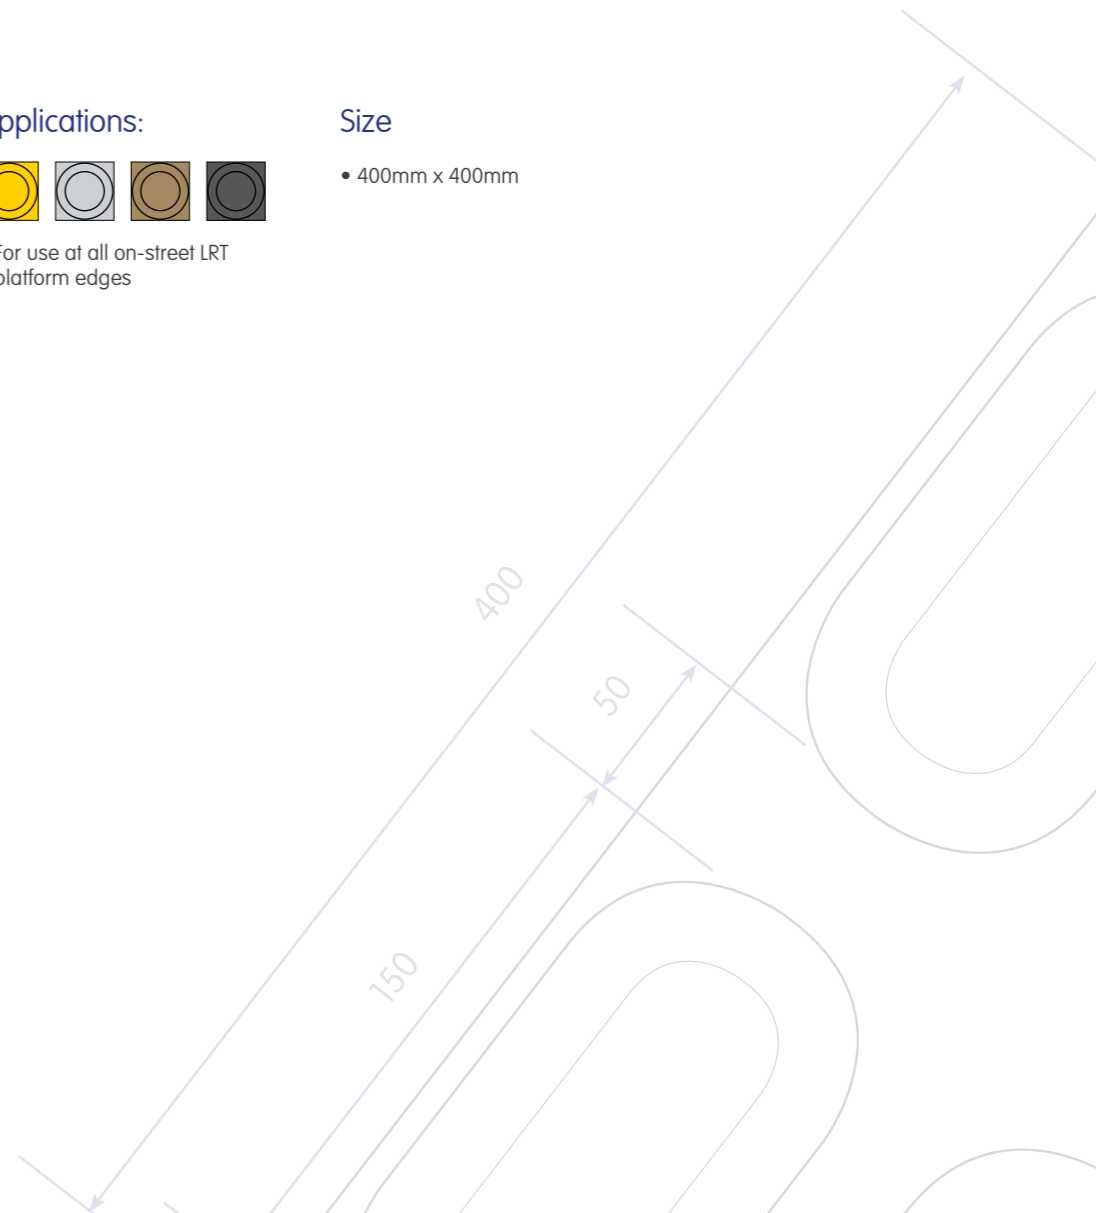 pplications:
For use at all on-street LRT
platform edges
Size
• 400mm x 400mm
400
50
150